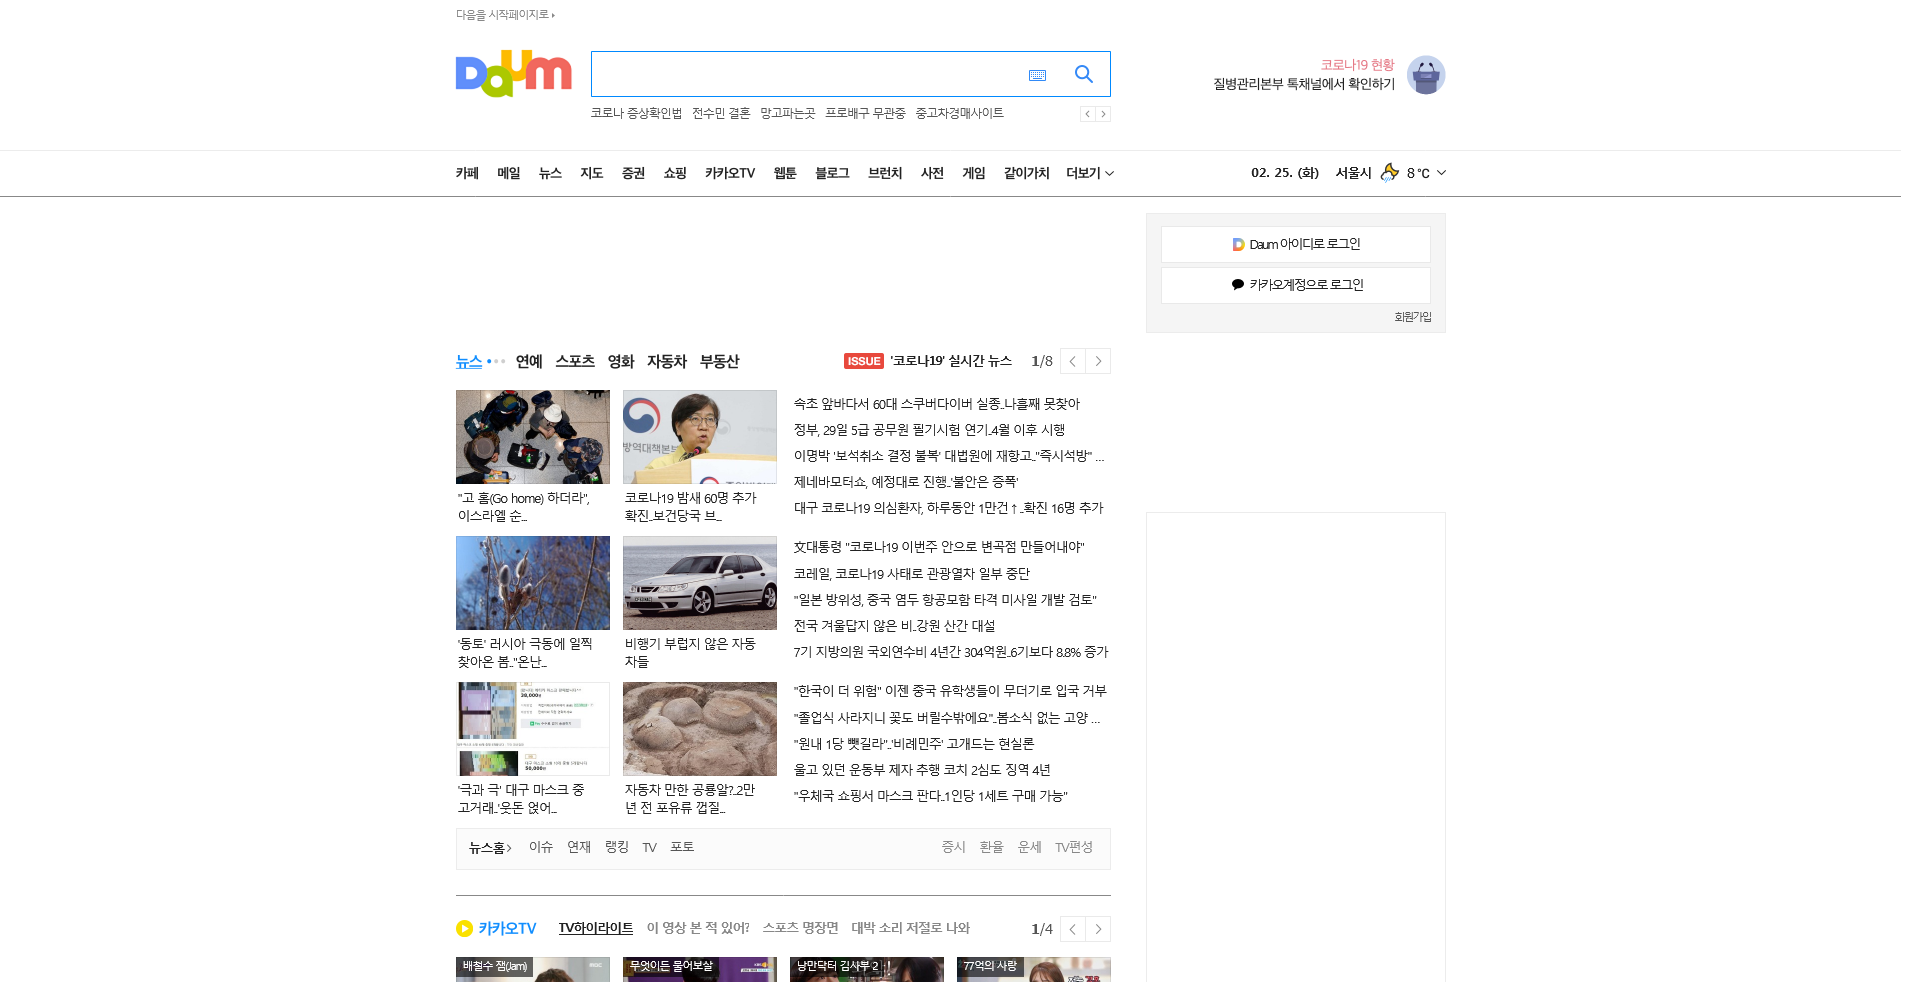 다음을 시작페이지로
Daum
코로나19 현황
질병관리본부 톡채널에서 확인하기
코로나 증상확인법 전수민 결혼 망고파는곳 프로배구 무관중 중고차경매사이트
카페 메일 뉴스 지도 증권 쇼핑 카카오TV 웹툰 블로그 브런치 사전 게임 같이가치 더보기
02. 25. (화) 서울시 8 ℃
Daum 아이디로 로그인
카카오계정으로 로그인
회원가입
뉴스 연예 스포츠 영화 자동차 부동산
ISSUE '코로나19' 실시간 뉴스 1/8
"고 홈(Go home) 하더라",
이스라엘 순...
코로나19 밤새 60명 추가
확진..보건당국 브...
'동토' 러시아 극동에 일찍
찾아온 봄.."온난...
비행기 부럽지 않은 자동
차들
'극과 극' 대구 마스크 중
고거래..'웃돈 얹어...
자동차 만한 공룡알?..2만
년 전 포유류 껍질...
속초 앞바다서 60대 스쿠버다이버 실종..나흘째 못찾아
정부, 29일 5급 공무원 필기시험 연기..4월 이후 시행
이명박 '보석취소 결정 불복' 대법원에 재항고.."즉시석방" ...
제네바모터쇼, 예정대로 진행..'불안은 증폭'
대구 코로나19 의심환자, 하루동안 1만건↑..확진 16명 추가
文대통령 "코로나19 이번주 안으로 변곡점 만들어내야"
코레일, 코로나19 사태로 관광열차 일부 중단
"일본 방위성, 중국 염두 항공모함 타격 미사일 개발 검토"
전국 겨울답지 않은 비..강원 산간 대설
7기 지방의원 국외연수비 4년간 304억원..6기보다 8.8% 증가
"한국이 더 위험" 이젠 중국 유학생들이 무더기로 입국 거부
"졸업식 사라지니 꽃도 버릴수밖에요"..봄소식 없는 고양 ...
"원내 1당 뺏길라"..'비례민주' 고개드는 현실론
울고 있던 운동부 제자 추행 코치 2심도 징역 4년
"우체국 쇼핑서 마스크 판다..1인당 1세트 구매 가능"
뉴스홈 이슈 연재 랭킹 TV 포토
증시 환율 운세 TV편성
카카오TV TV하이라이트 이 영상 본 적 있어? 스포츠 명장면 대박 소리 저절로 나와 1/4
배철수 잼(Jam)
무엇이든 물어보살
낭만닥터 김사부 2
77억의 사랑